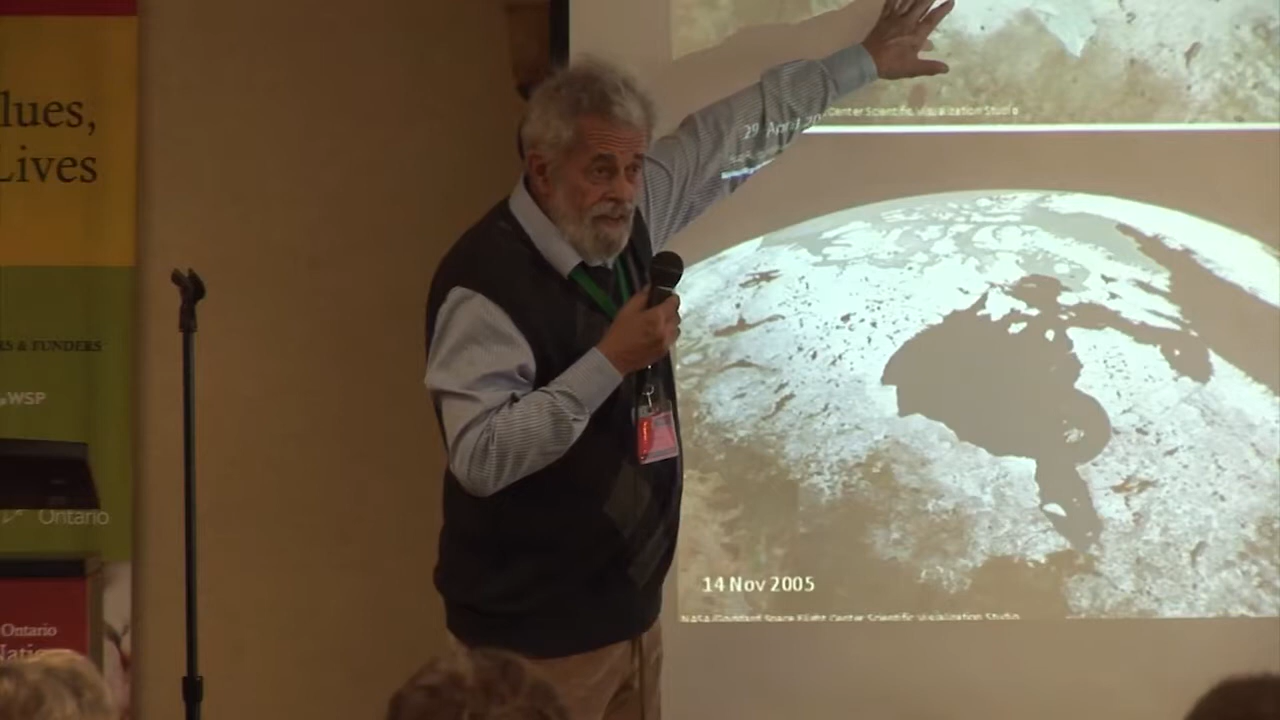 lues,
Lives
RS & FUNDERS
WSP
Ontario
Ontario
Natio
Center Scientific Visualization Studio
29 April 20
14 Nov 2005
NASA/Goddard Space Flight Center Scientific Visualization Studio